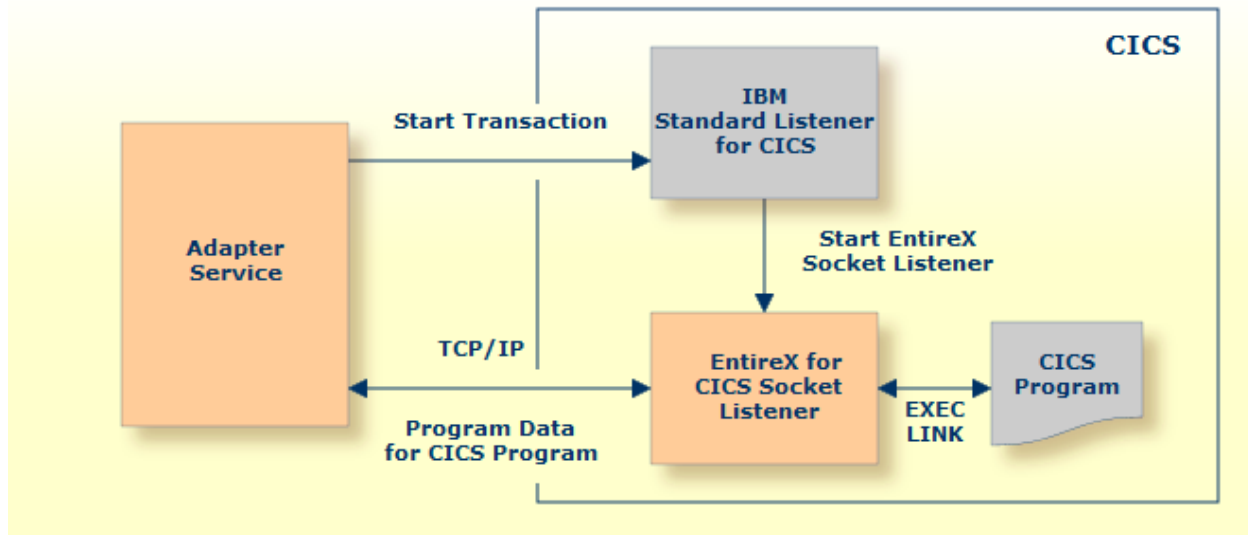 CICS
IBM
Standard Listener
for CICS
Start Transaction
Adapter
Service
Start EntireX
Socket Listener
TCP/IP
EntireX for
CICS Socket
Listener
CICS
Program
EXEC
LINK
Program Data
for CICS Program